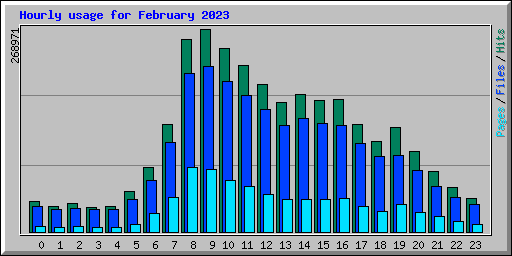 Hourly usage for February 2023
268971
Pages / Files / Hits
0 1 2 3 4 5 6 7 8 9 10 11 12 13 14 15 16 17 18 19 20 21 22 23